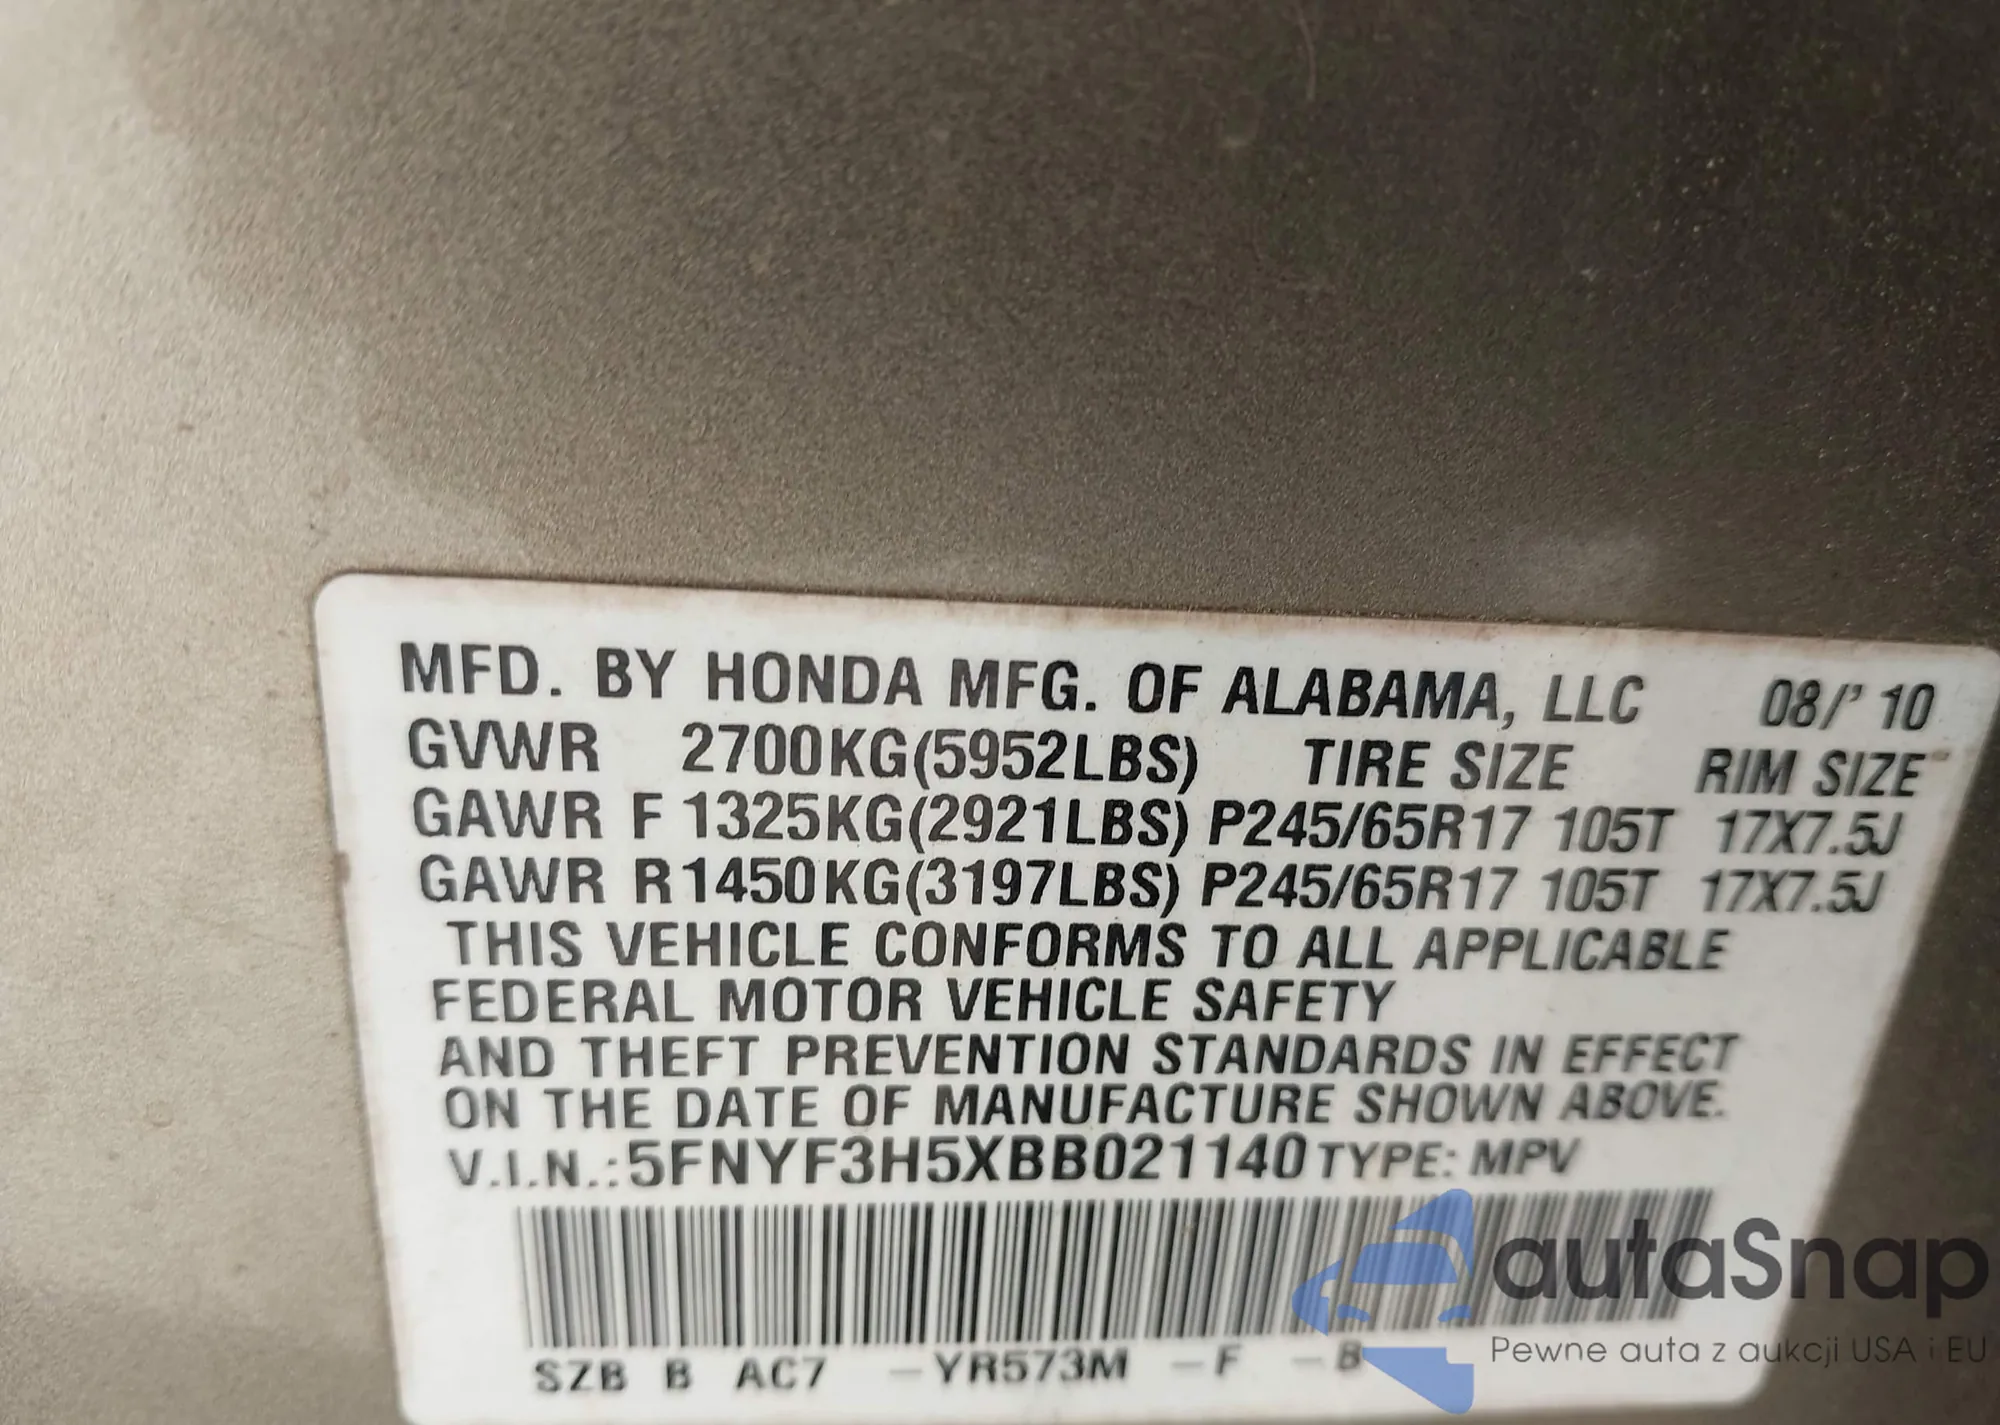 MFD. BY HONDA MFG. OF ALABAMA, LLC 08/' 10
GVWR 2700KG(5952LBS) TIRE SIZE RIM SIZE
GAWR F 1325KG(2921LBS) P245/65R17 105T 17X7.5J
GAWR R 1450KG(3197LBS) P245/65R17 105T 17X7.5J
THIS VEHICLE CONFORMS TO ALL APPLICABLE
FEDERAL MOTOR VEHICLE SAFETY
AND THEFT PREVENTION STANDARDS IN EFFECT
ON THE DATE OF MANUFACTURE SHOWN ABOVE.
V.I.N.:5FNYF3H5XBB021140 TYPE: MPV
SZB B AC7 -YR573M -F -B
autaSnap
Pewne auta z aukcji USA i EU